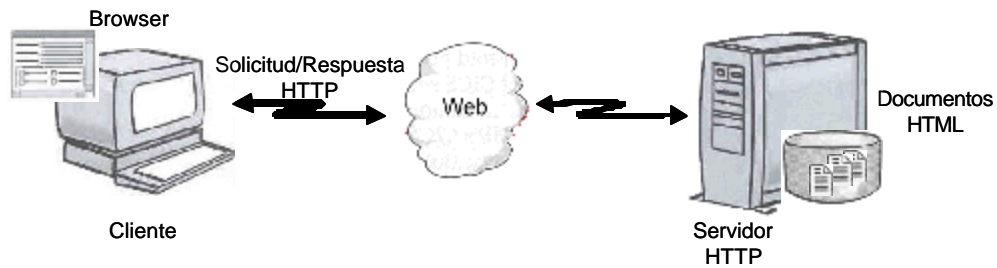 Browser
Solicitud/Respuesta
HTTP
Web
Documentos
HTML
Cliente
Servidor
HTTP